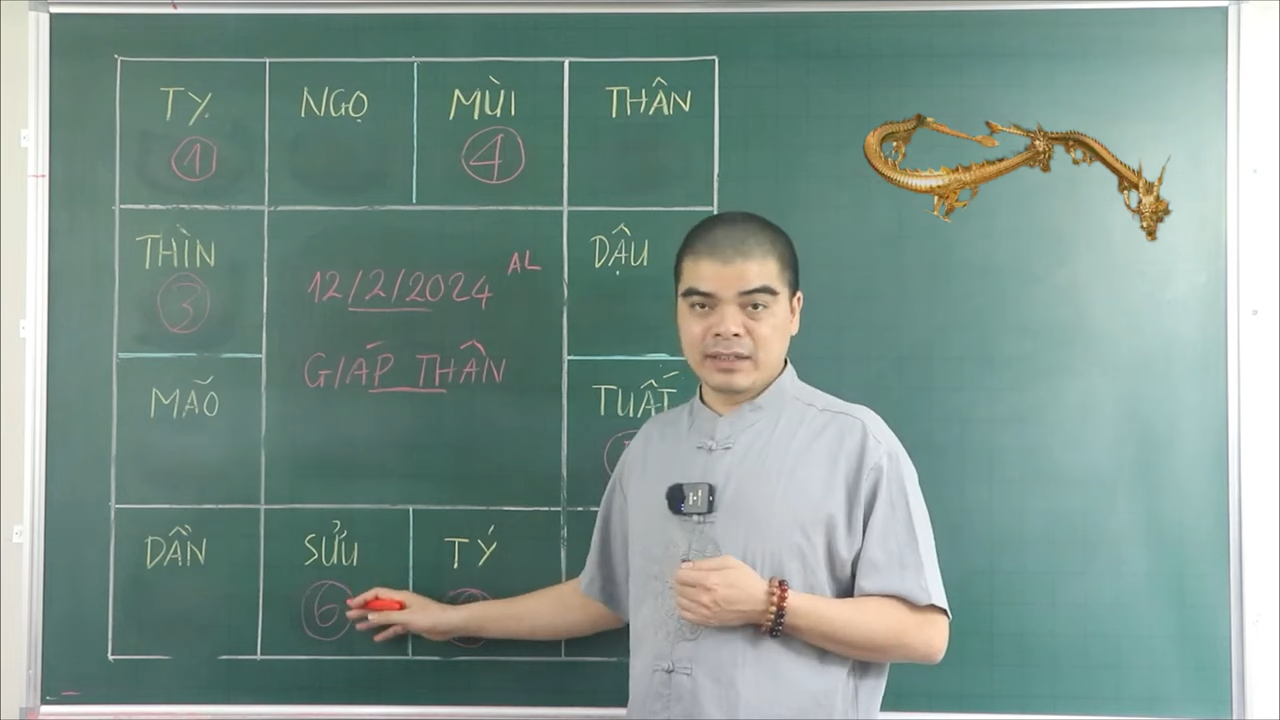 TỴ
NGỌ
MÙI
THÂN
1
4
THÌN
DẬU
3
12/2/2024 AL
GIÁP THÂN
MÃO
TUẤT
DẦN
SỬU
TÝ
6